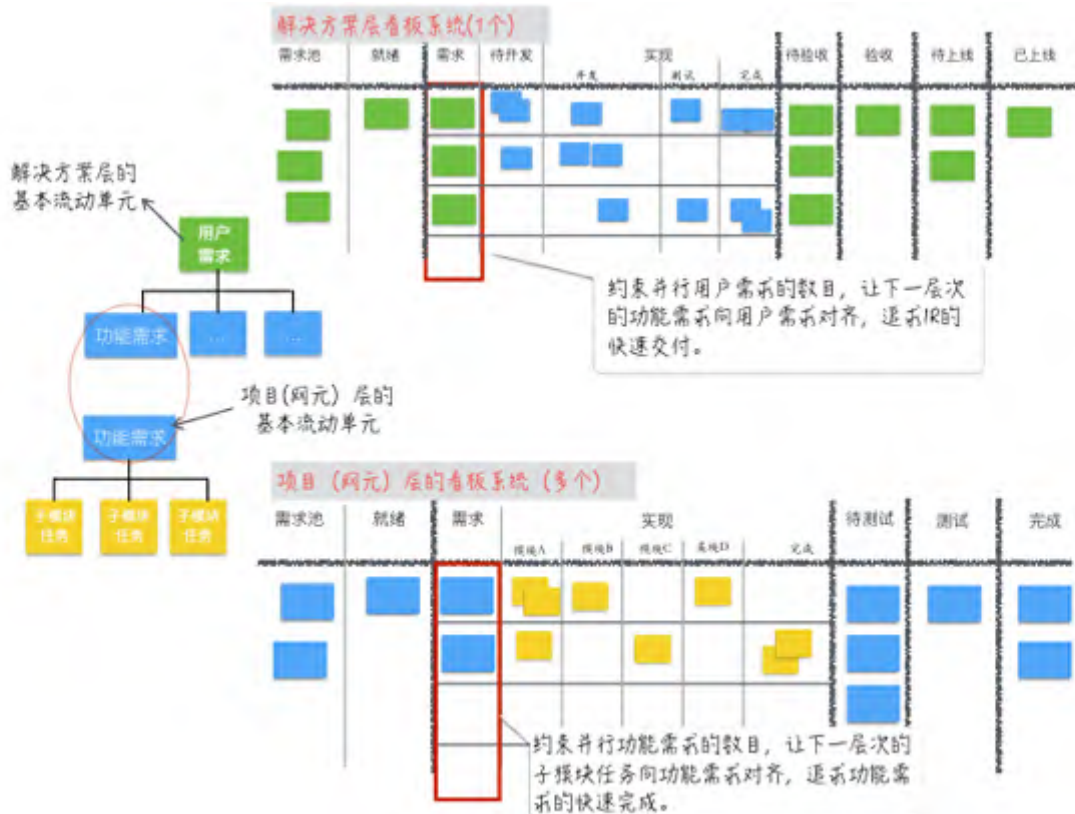 解决方案层看板系统(1个)
需求池 就绪 需求 待开发 实现 待验收 验收 待上线 已上线
开发 测试 完成
解决方案层的
基本流动单元
用户
需求
功能需求 ... ...
约束并行用户需求的数目，让下一层次
的功能需求向用户需求对齐，追求IR的
快速交付。
项目(网元)层的
基本流动单元
功能需求
子模块
任务
子模块
任务
子模块
任务
项目（网元）层的看板系统（多个）
需求池 就绪 需求 实现 待测试 测试 完成
模块A 模块B 模块C 完成
约束并行功能需求的数目，让下一层次的
子模块任务向功能需求对齐，追求功能需
求的快速完成。